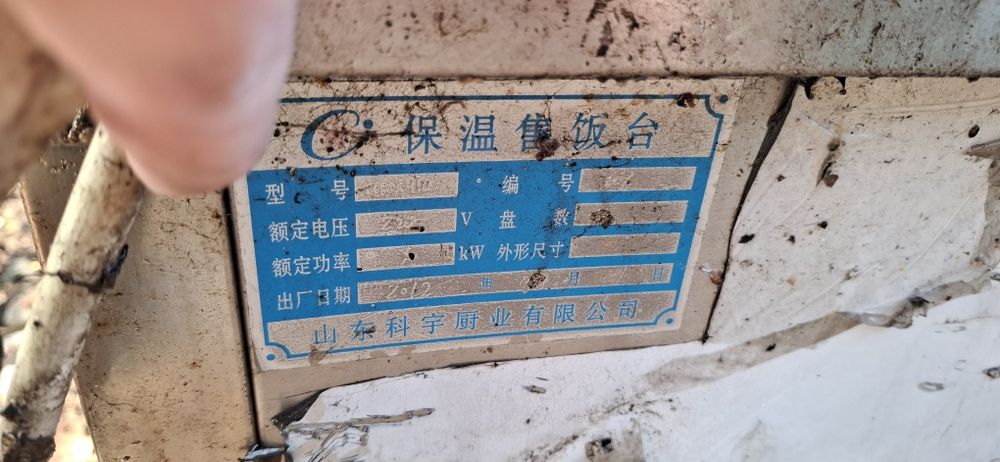 保温售饭台
型号 编号
额定电压 V 盘数
额定功率 kW 外形尺寸
出厂日期 2012 年 月 日
山东科宇厨业有限公司